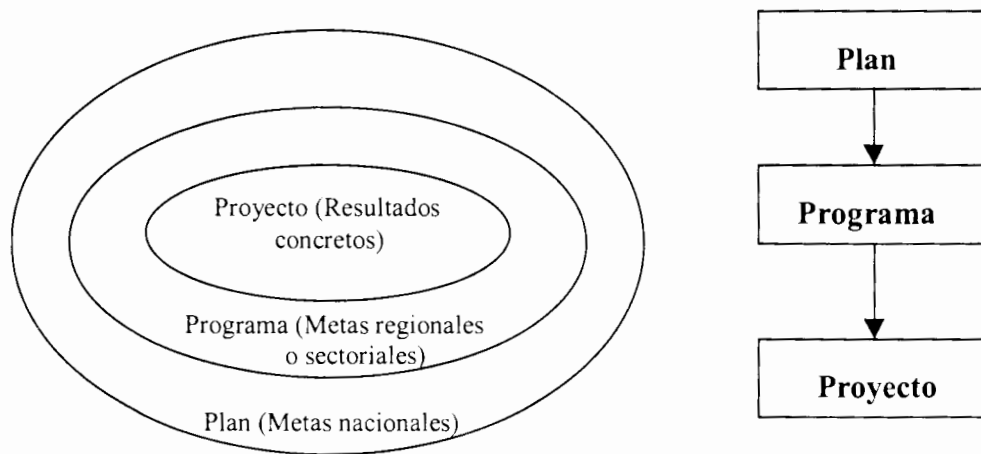 Proyecto (Resultados
concretos)
Programa (Metas regionales
o sectoriales)
Plan (Metas nacionales)
Plan
Programa
Proyecto